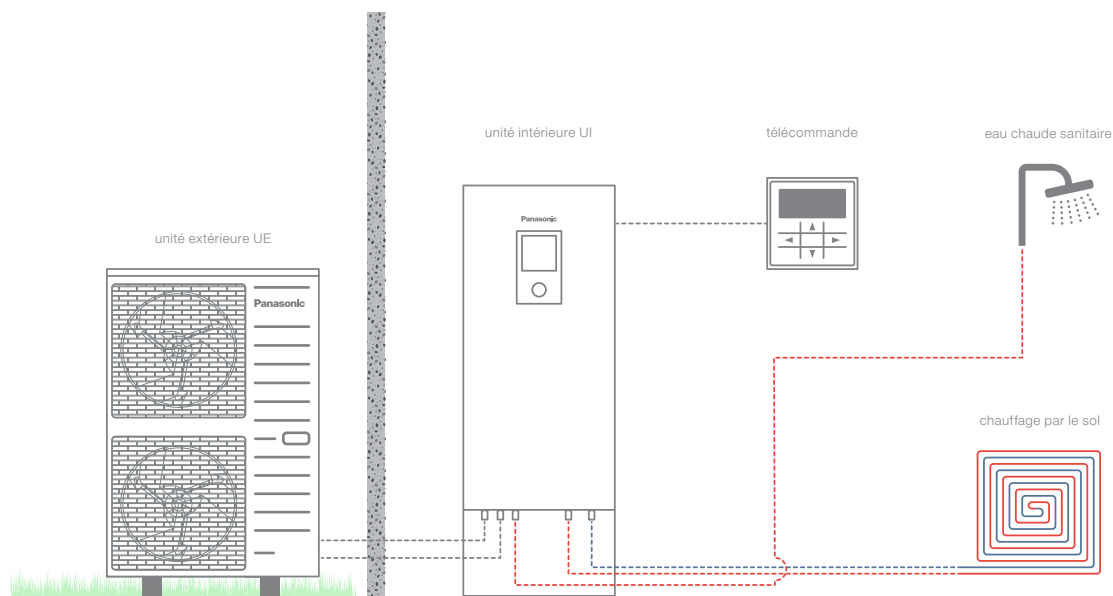 unité intérieure UI
télécommande
eau chaude sanitaire
Panasonic
unité extérieure UE
Panasonic
chauffage par le sol